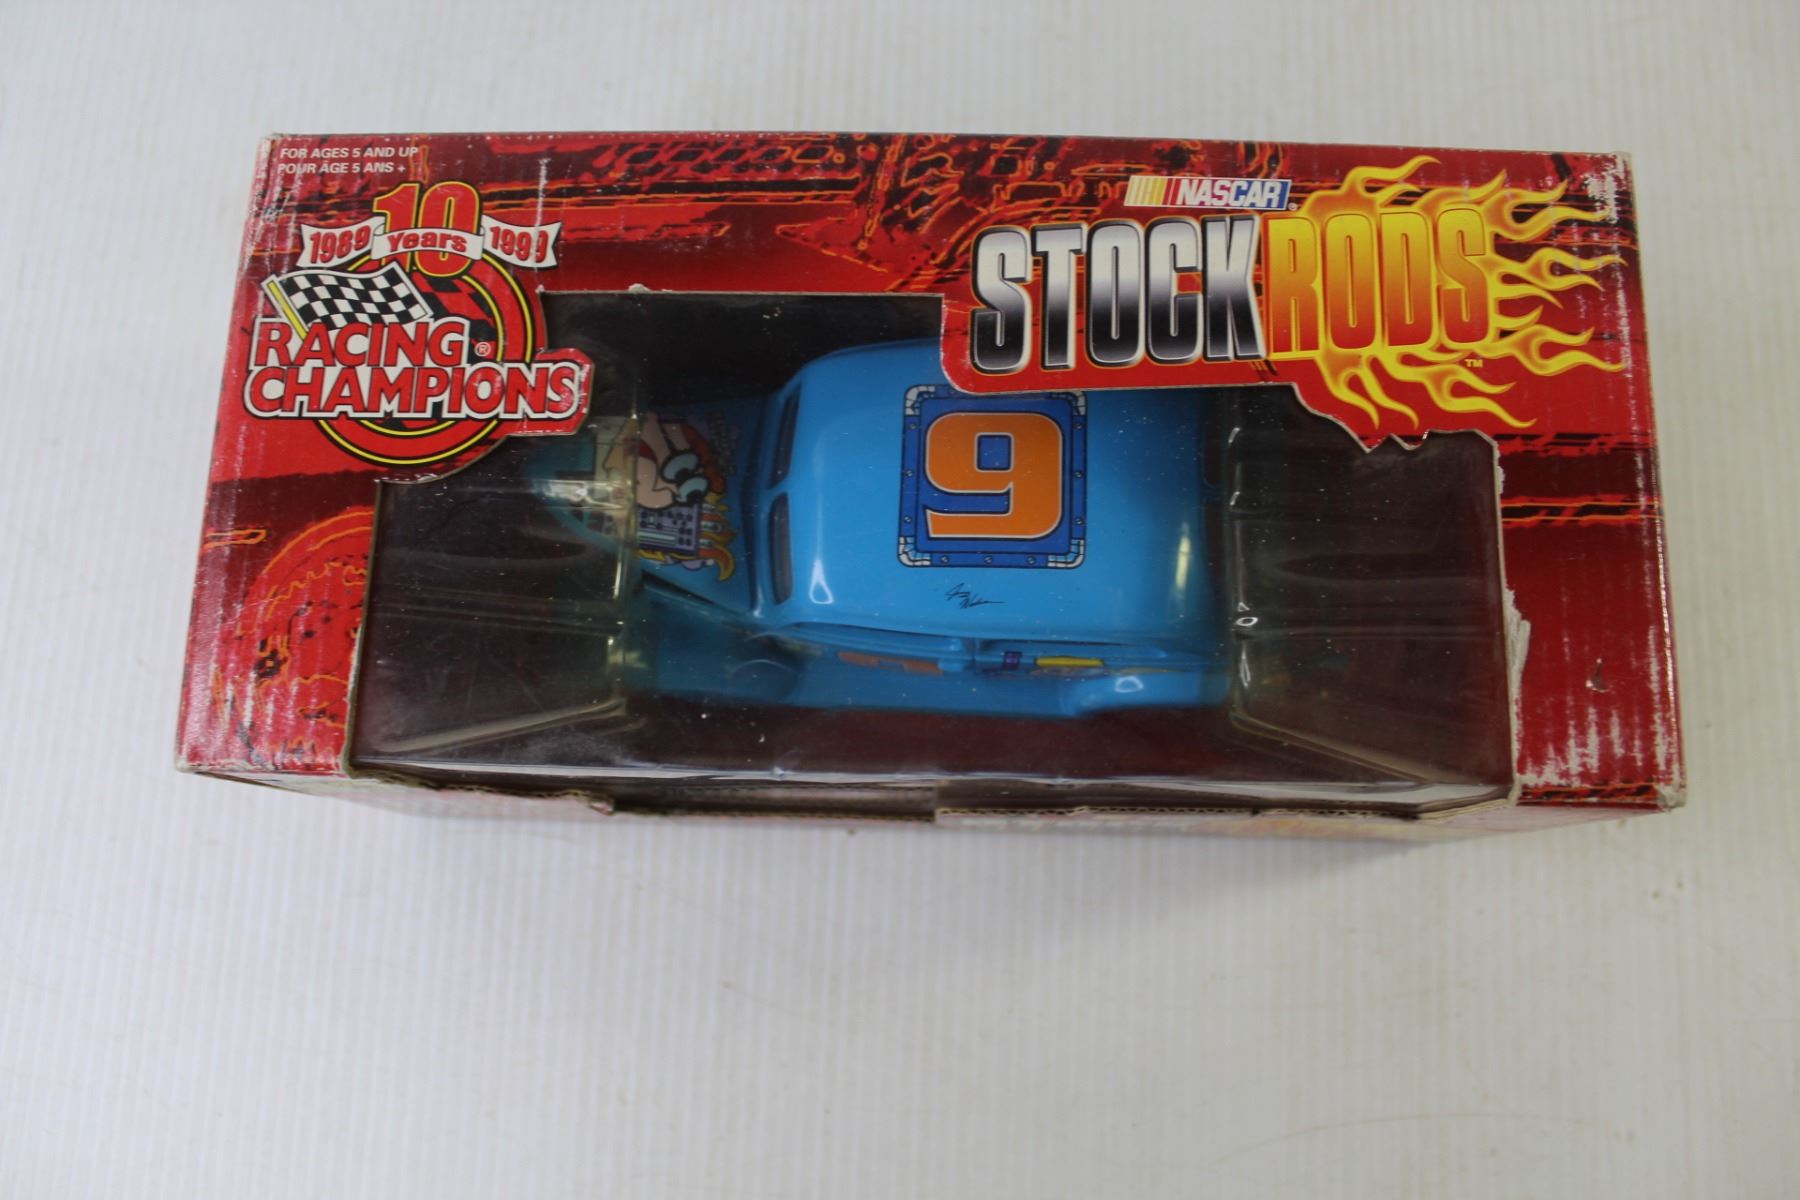 FOR AGES 5 AND UP
POUR ÂGE 5 ANS +
10
1989 Years 1999
RACING ®
CHAMPIONS
NASCAR ®
STOCK RODS
™
9